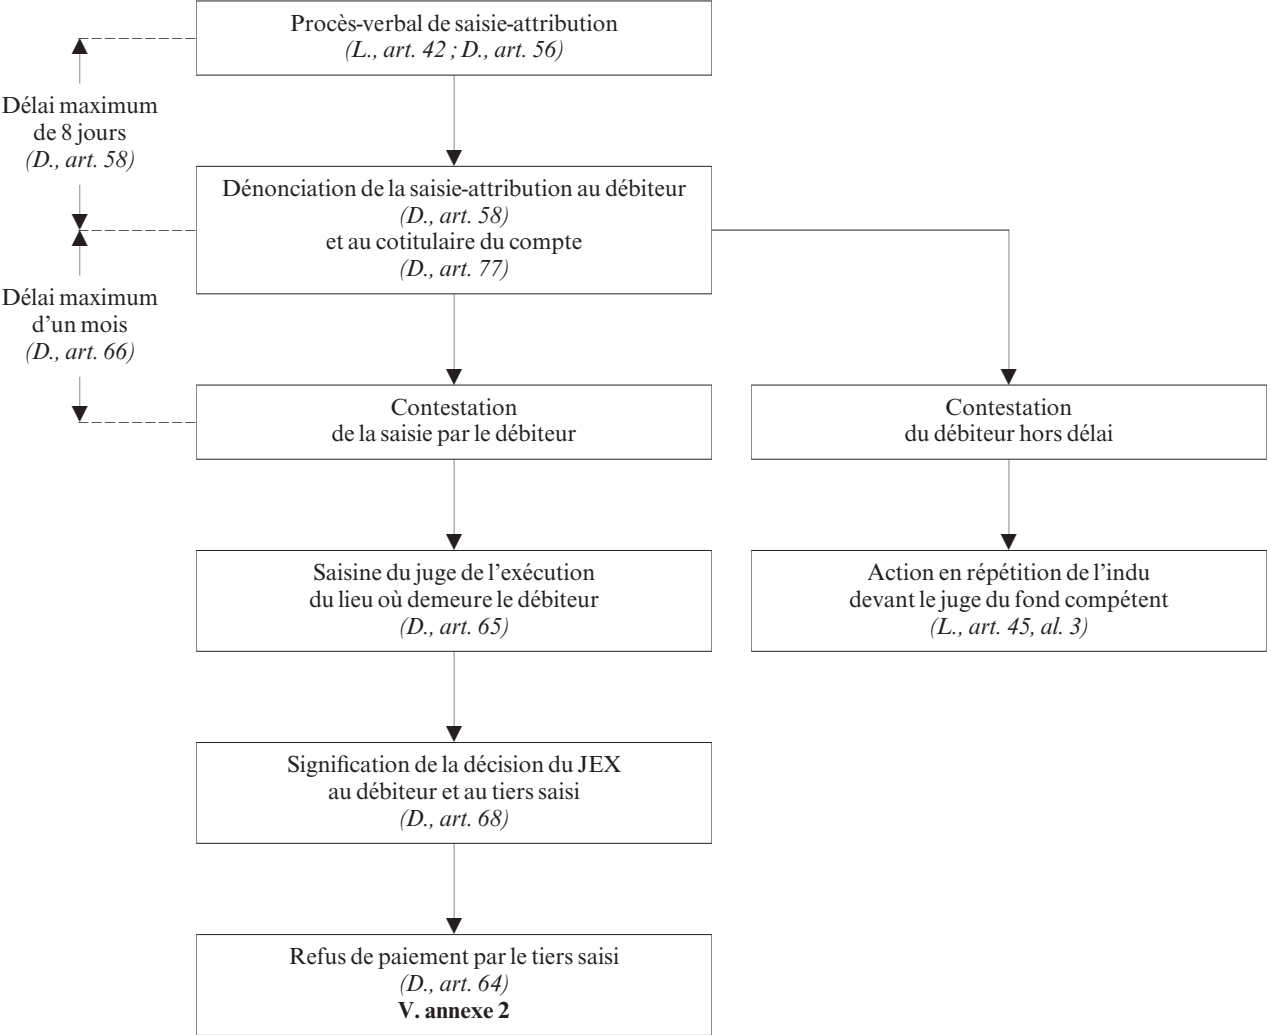 Procès-verbal de saisie-attribution
(L., art. 42 ; D., art. 56)
Délai maximum
de 8 jours
(D., art. 58)
Dénonciation de la saisie-attribution au débiteur
(D., art. 58)
et au cotitulaire du compte
(D., art. 77)
Délai maximum
d’un mois
(D., art. 66)
Contestation
de la saisie par le débiteur
Contestation
du débiteur hors délai
Saisine du juge de l’exécution
du lieu où demeure le débiteur
(D., art. 65)
Action en répétition de l’indu
devant le juge du fond compétent
(L., art. 45, al. 3)
Signification de la décision du JEX
au débiteur et au tiers saisi
(D., art. 68)
Refus de paiement par le tiers saisi
(D., art. 64)
V. annexe 2